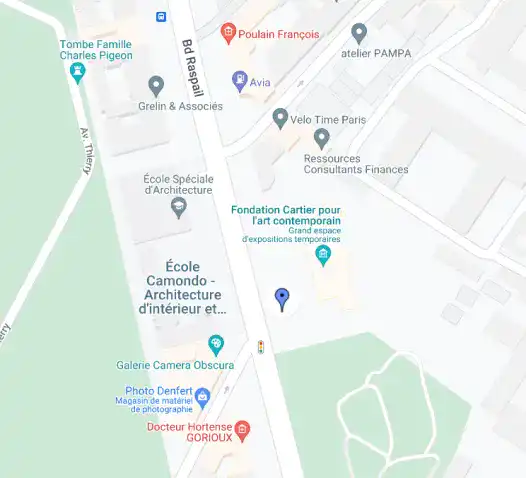 Poulain François
Tombe Famille
Charles Pigeon
Bd Raspail
atelier PAMPA
Avia
Grelin & Associés
Velo Time Paris
Av. Thierry
Ressources
Consultants Finances
École Spéciale
d'Architecture
Fondation Cartier pour
l'art contemporain
Grand espace
d'expositions temporaires
École
Camondo -
Architecture
d'intérieur et...
Galerie Camera Obscura
Photo Denfert
Magasin de matériel
de photographie
Docteur Hortense
GORIOUX